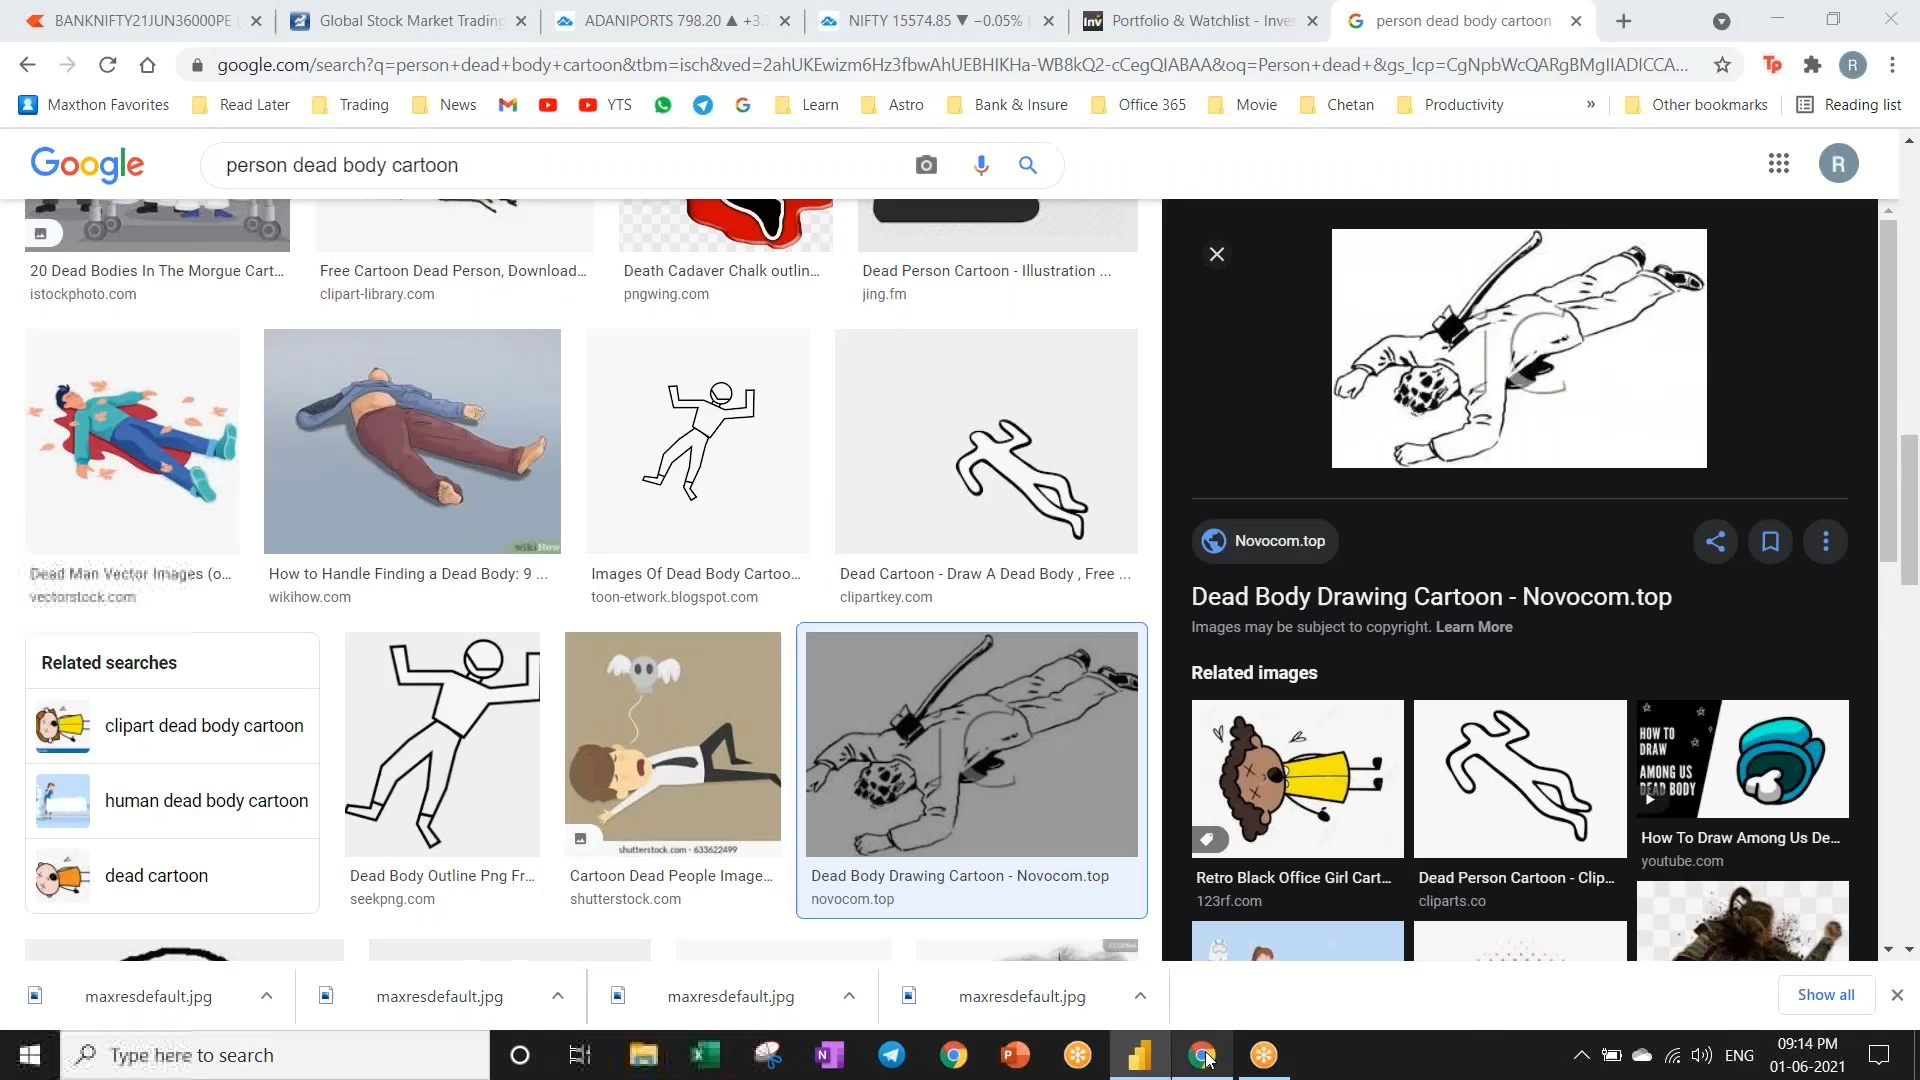 BANKNIFTY21JUN36000PE
Global Stock Market Trading
ADANIPORTS 798.20 ▲ +3.
NIFTY 15574.85 ▼ −0.05%
Portfolio & Watchlist - Inves
person dead body cartoon
google.com/search?q=person+dead+body+cartoon&tbm=isch&ved=2ahUKEwizm6Hz3fbwAhUEBHIKHa-WB8kQ2-cCegQIABAA&oq=Person+dead+&gs_lcp=CgNpbWcQARgBMgIIADICCA...
Tp
R
Maxthon Favorites
Read Later
Trading
News
YTS
Learn
Astro
Bank & Insure
Office 365
Movie
Chetan
Productivity
»
Other bookmarks
Reading list
Google
person dead body cartoon
R
20 Dead Bodies In The Morgue Cart...
istockphoto.com
Free Cartoon Dead Person, Download...
clipart-library.com
Death Cadaver Chalk outlin...
pngwing.com
Dead Person Cartoon - Illustration ...
jing.fm
wikiHow
Dead Man Vector Images (o...
vectorstock.com
How to Handle Finding a Dead Body: 9 ...
wikihow.com
Images Of Dead Body Cartoo...
toon-etwork.blogspot.com
Dead Cartoon - Draw A Dead Body , Free ...
clipartkey.com
Related searches
clipart dead body cartoon
human dead body cartoon
dead cartoon
Dead Body Outline Png Fr...
seekpng.com
shutterstock.com · 633622499
Cartoon Dead People Image...
shutterstock.com
Dead Body Drawing Cartoon - Novocom.top
novocom.top
Novocom.top
Dead Body Drawing Cartoon - Novocom.top
Images may be subject to copyright. Learn More
Related images
Retro Black Office Girl Cart...
123rf.com
Dead Person Cartoon - Clip...
cliparts.co
HOW TO
DRAW
AMONG US
DEAD BODY
How To Draw Among Us De...
youtube.com
maxresdefault.jpg
maxresdefault.jpg
maxresdefault.jpg
maxresdefault.jpg
Show all
Type here to search
ENG
09:14 PM
01-06-2021